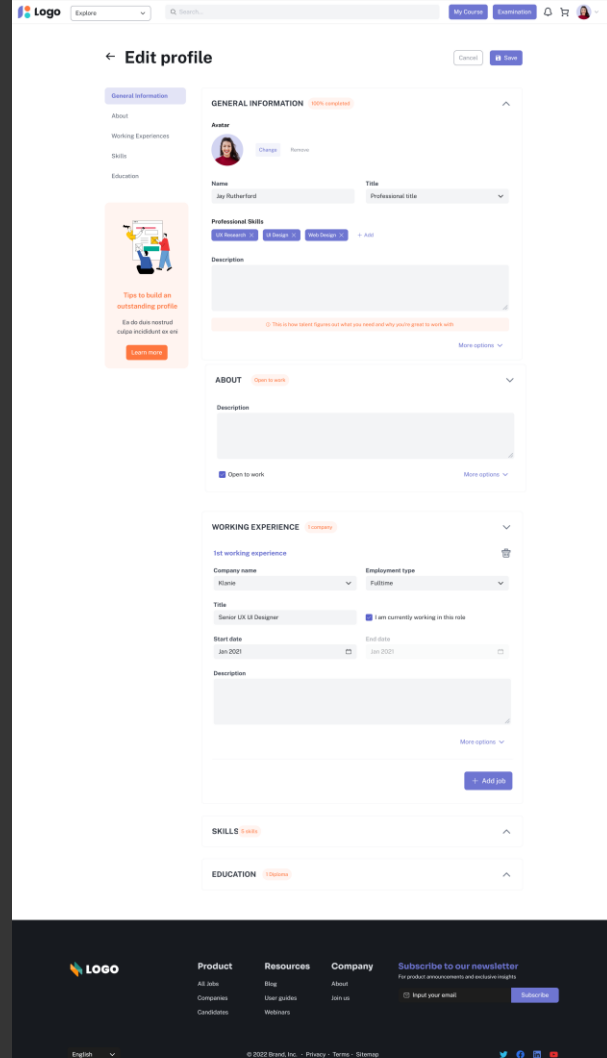 Logo
Explore
Search...
My Course
Examination
Edit profile
Cancel
Save
General Information
About
Working Experiences
Skills
Education
Tips to build an
outstanding profile
Ex do duis nostrud
culpa incididunt ex eni
Learn more
GENERAL INFORMATION 100% completed
Avatar
Change
Remove
Name
Title
Jay Rutherford
Professional title
Professional Skills
UX Research ×
UI Design ×
Web Design ×
+ Add
Description
This is how talent figures out what you need and why you're great to work with
More options
ABOUT Open to work
Description
Open to work
More options
WORKING EXPERIENCE 1 company
1st working experience
Company name
Employment type
Klanie
Fulltime
Title
Senior UX UI Designer
I am currently working in this role
Start date
End date
Jan 2021
Jan 2021
Description
More options
+ Add job
SKILLS 5 skills
EDUCATION 1 Diploma
LOGO
Product
All Jobs
Companies
Candidates
Resources
Blog
User guides
Webinars
Company
About
Join us
Subscribe to our newsletter
For product announcements and exclusive insights
Input your email
Subscribe
English
© 2022 Brand, Inc. • Privacy • Terms • Sitemap